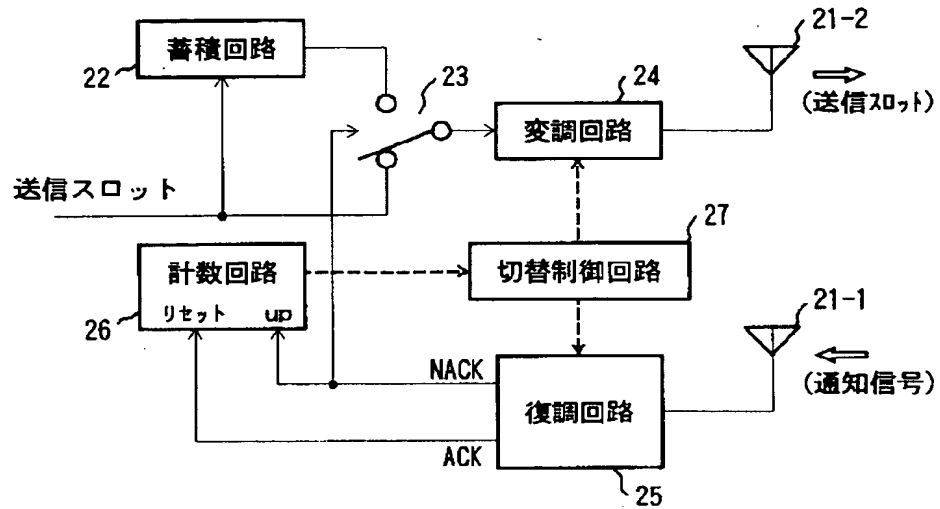 21-2
蓄積回路
22
23
24
(送信スロット)
変調回路
送信スロット
27
計数回路
切替制御回路
リセット up
21-1
26
NACK
(通知信号)
復調回路
ACK
25